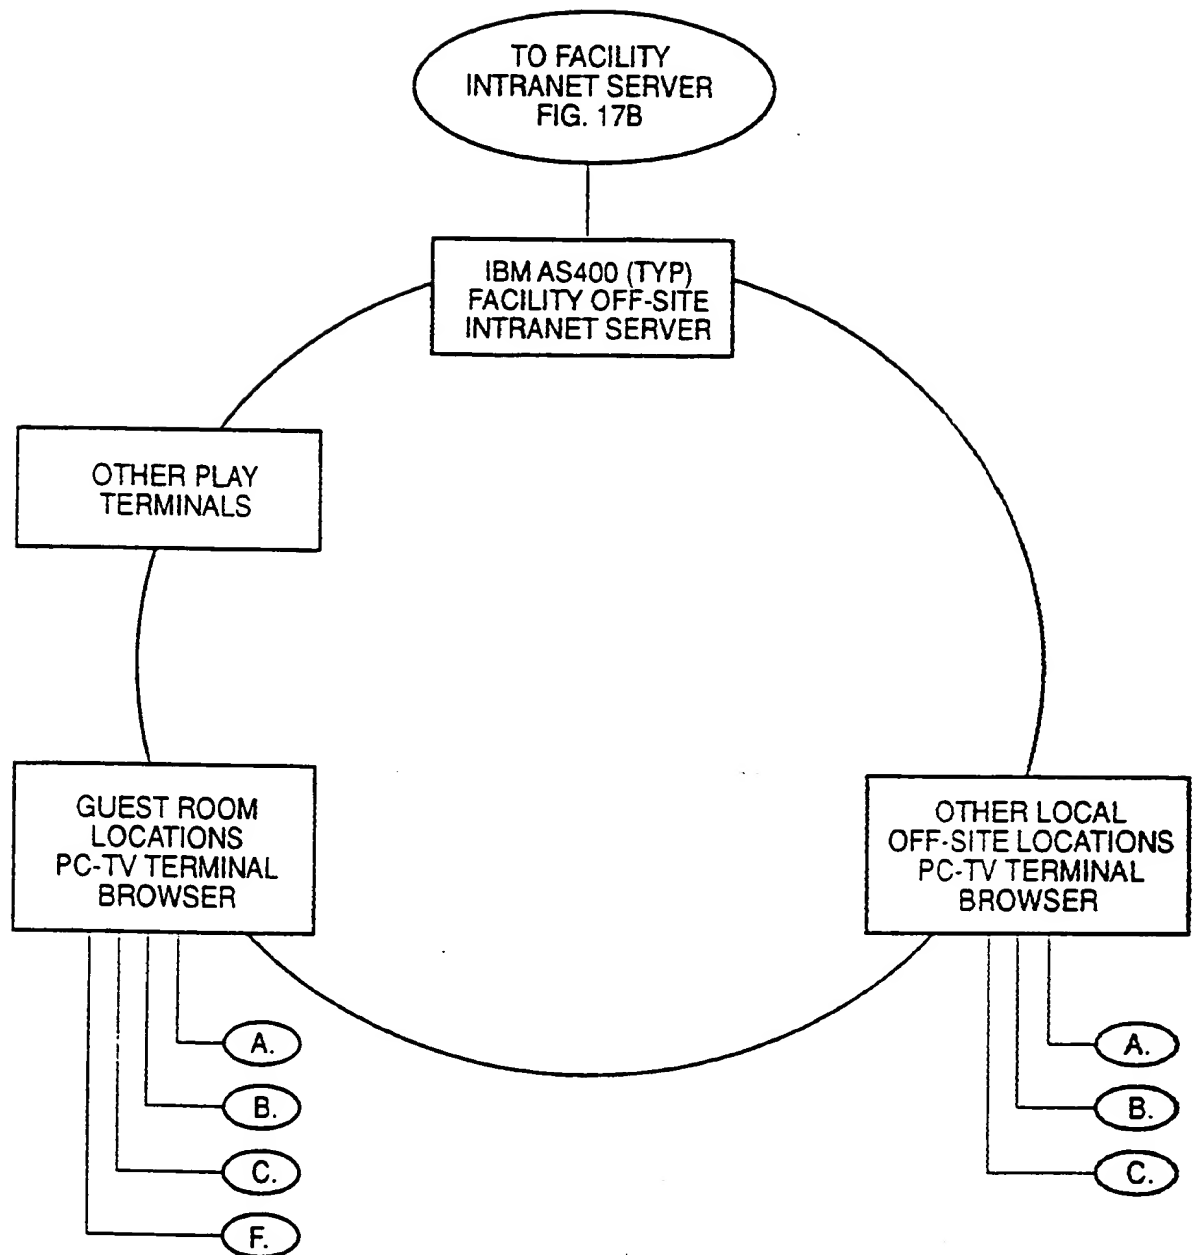 TO FACILITY
INTRANET SERVER
FIG. 17B
IBM AS400 (TYP)
FACILITY OFF-SITE
INTRANET SERVER
OTHER PLAY
TERMINALS
GUEST ROOM
LOCATIONS
PC-TV TERMINAL
BROWSER
A.
B.
C.
F.
OTHER LOCAL
OFF-SITE LOCATIONS
PC-TV TERMINAL
BROWSER
A.
B.
C.